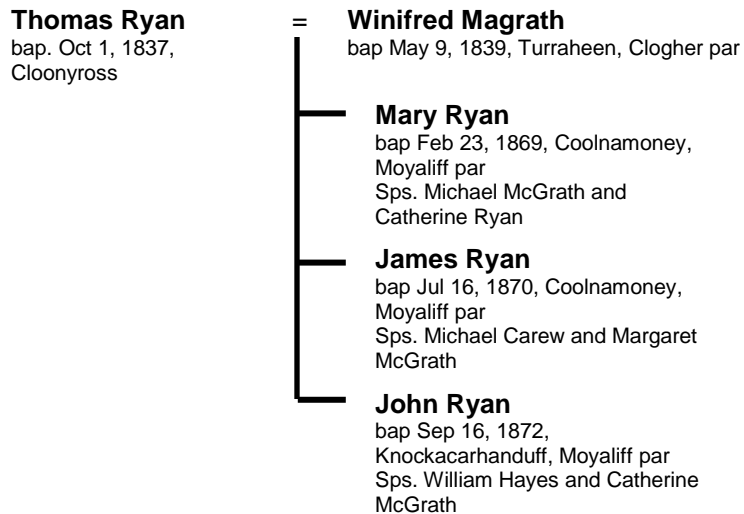 Thomas Ryan = Winifred Magrath
bap. Oct 1, 1837,
Cloonyross
bap May 9, 1839, Turraheen, Clogher par
Mary Ryan
bap Feb 23, 1869, Coolnamoney,
Moyaliff par
Sps. Michael McGrath and
Catherine Ryan
James Ryan
bap Jul 16, 1870, Coolnamoney,
Moyaliff par
Sps. Michael Carew and Margaret
McGrath
John Ryan
bap Sep 16, 1872,
Knockacarhanduff, Moyaliff par
Sps. William Hayes and Catherine
McGrath